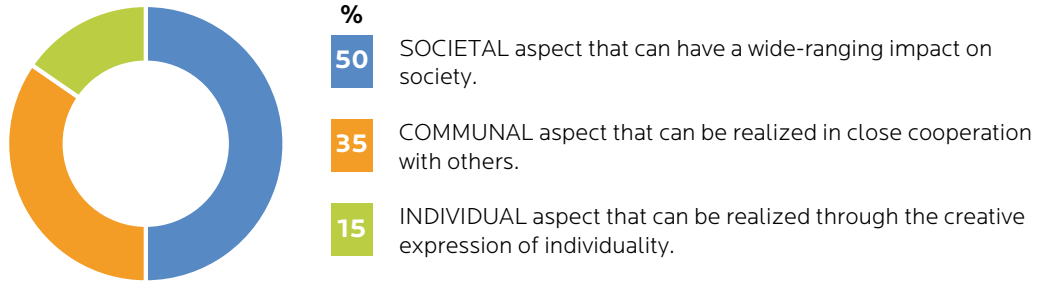 %
50 SOCIETAL aspect that can have a wide-ranging impact on
society.
35 COMMUNAL aspect that can be realized in close cooperation
with others.
15 INDIVIDUAL aspect that can be realized through the creative
expression of individuality.